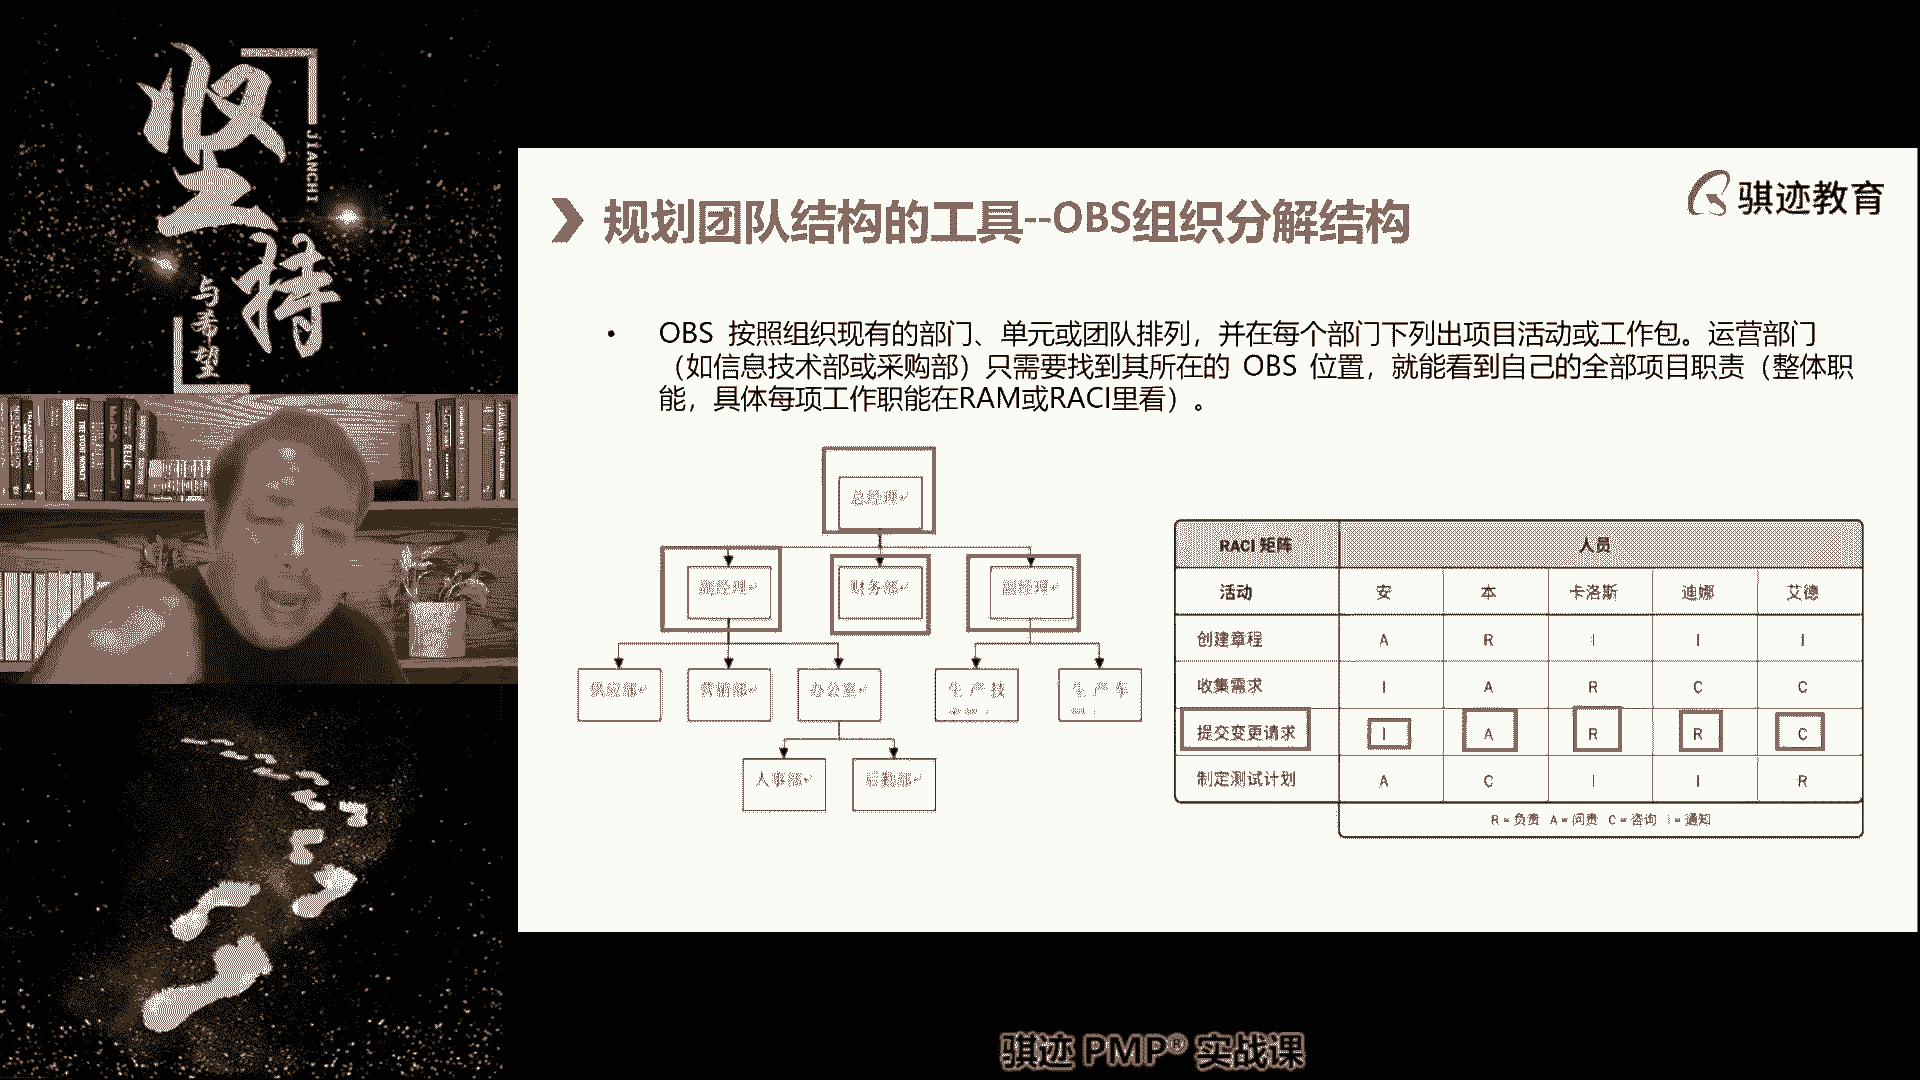 坚持
JIANCHI
与希望
骐迹教育
规划团队结构的工具--OBS组织分解结构
• OBS 按照组织现有的部门、单元或团队排列，并在每个部门下列出项目活动或工作包。运营部门
（如信息技术部或采购部）只需要找到其所在的 OBS 位置，就能看到自己的全部项目职责（整体职
能，具体每项工作职能在RAM或RACI里看）。
总经理
副经理 财务部 副经理
供应部 营销部 办公室 生产技 生产车
人事部 后勤部
RACI 矩阵 人员
活动 安 本 卡洛斯 迪娜 艾德
创建章程 A R I I I
收集需求 I A R C C
提交变更请求 I A R R C
制定测试计划 A C I I R
R = 负责 A = 问责 C = 咨询 I = 通知
骐迹 PMP® 实战课